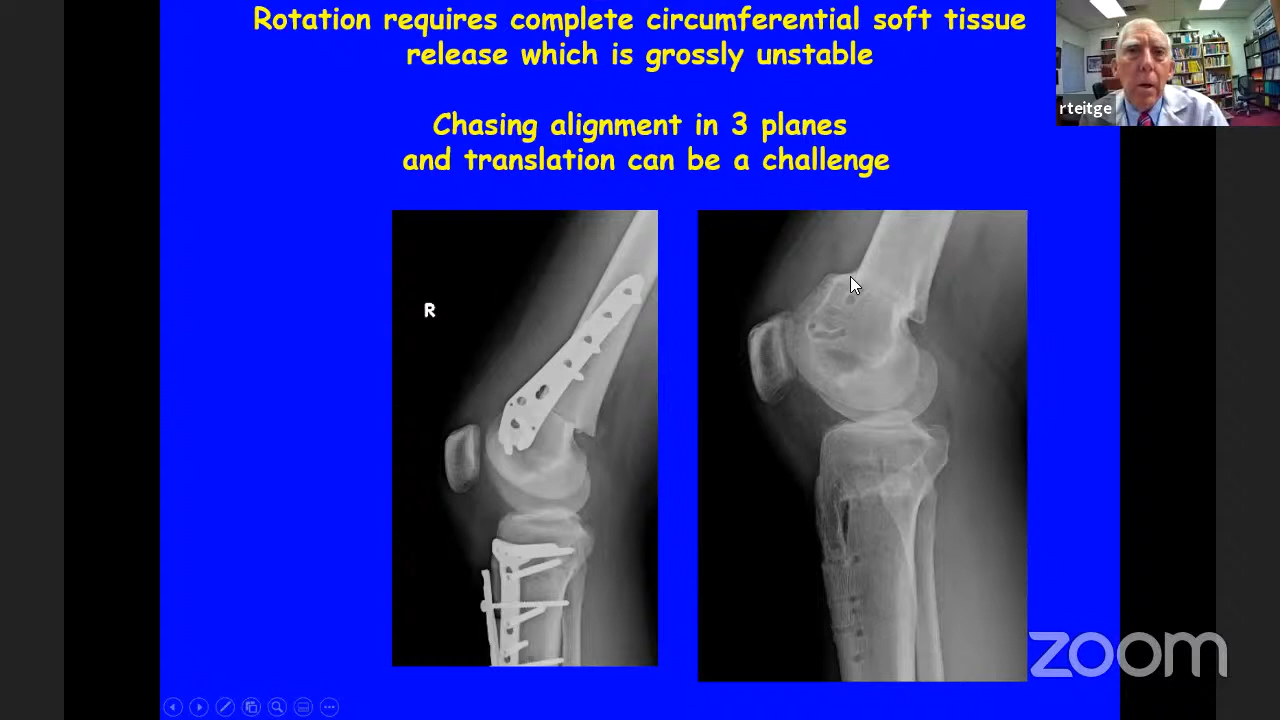 Rotation requires complete circumferential soft tissue
release which is grossly unstable
Chasing alignment in 3 planes
and translation can be a challenge
rteitge
R
zoom